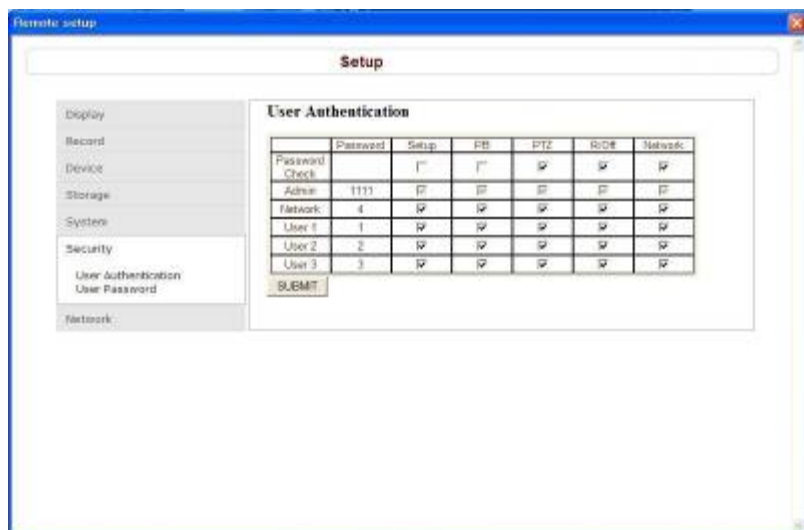 Remote setup
Setup
Display
Record
Device
Storage
System
Security
User Authentication
User Password
Network
User Authentication
Password Setup PB PTZ R/Off Network
Password Check
Admin 1111
Network 4
User 1 1
User 2 2
User 3 3
SUBMIT